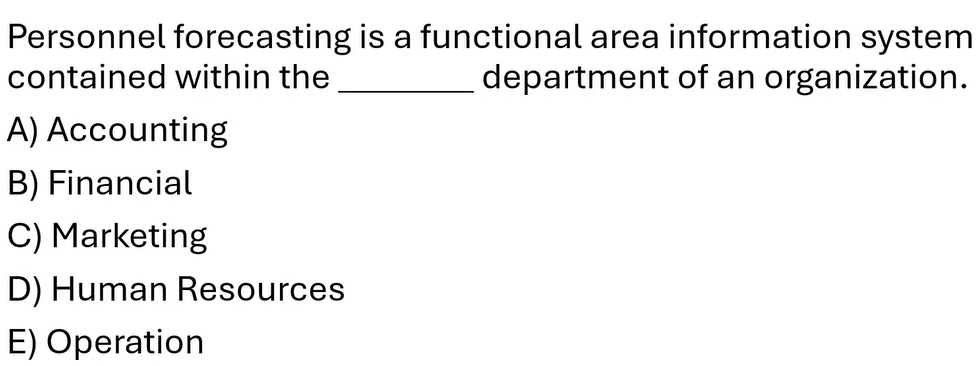 Personnel forecasting is a functional area information system
contained within the ________ department of an organization.
A) Accounting
B) Financial
C) Marketing
D) Human Resources
E) Operation